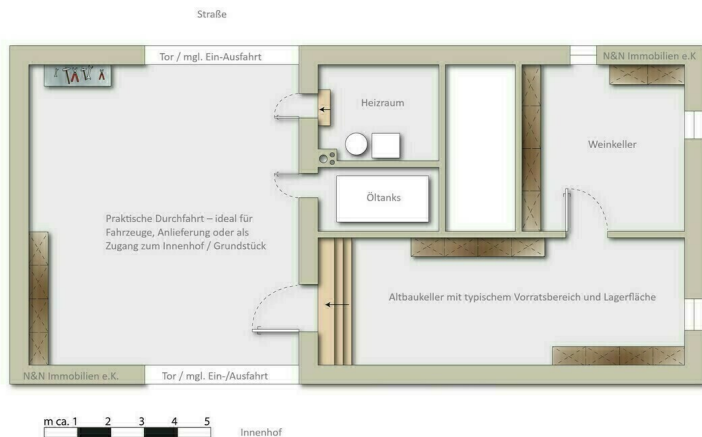 Straße
Tor / mgl. Ein-Ausfahrt
N&N Immobilien e.K
Heizraum
Weinkeller
Öltanks
Praktische Durchfahrt – ideal für
Fahrzeuge, Anlieferung oder als
Zugang zum Innenhof / Grundstück
Altbaukeller mit typischem Vorratsbereich und Lagerfläche
N&N Immobilien e.K.
Tor / mgl. Ein-/Ausfahrt
m ca. 1 2 3 4 5
Innenhof